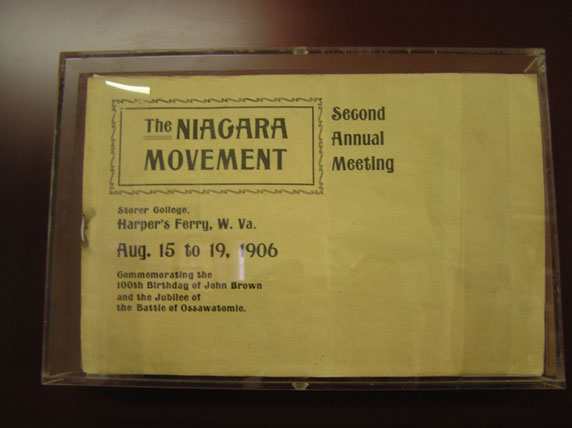 The NIAGARA
MOVEMENT
Second
Annual
Meeting
Storer College,
Harper's Ferry, W. Va.
Aug. 15 to 19, 1906
Commemorating the
100th Birthday of John Brown
and the Jubilee of
the Battle of Ossawatomie.